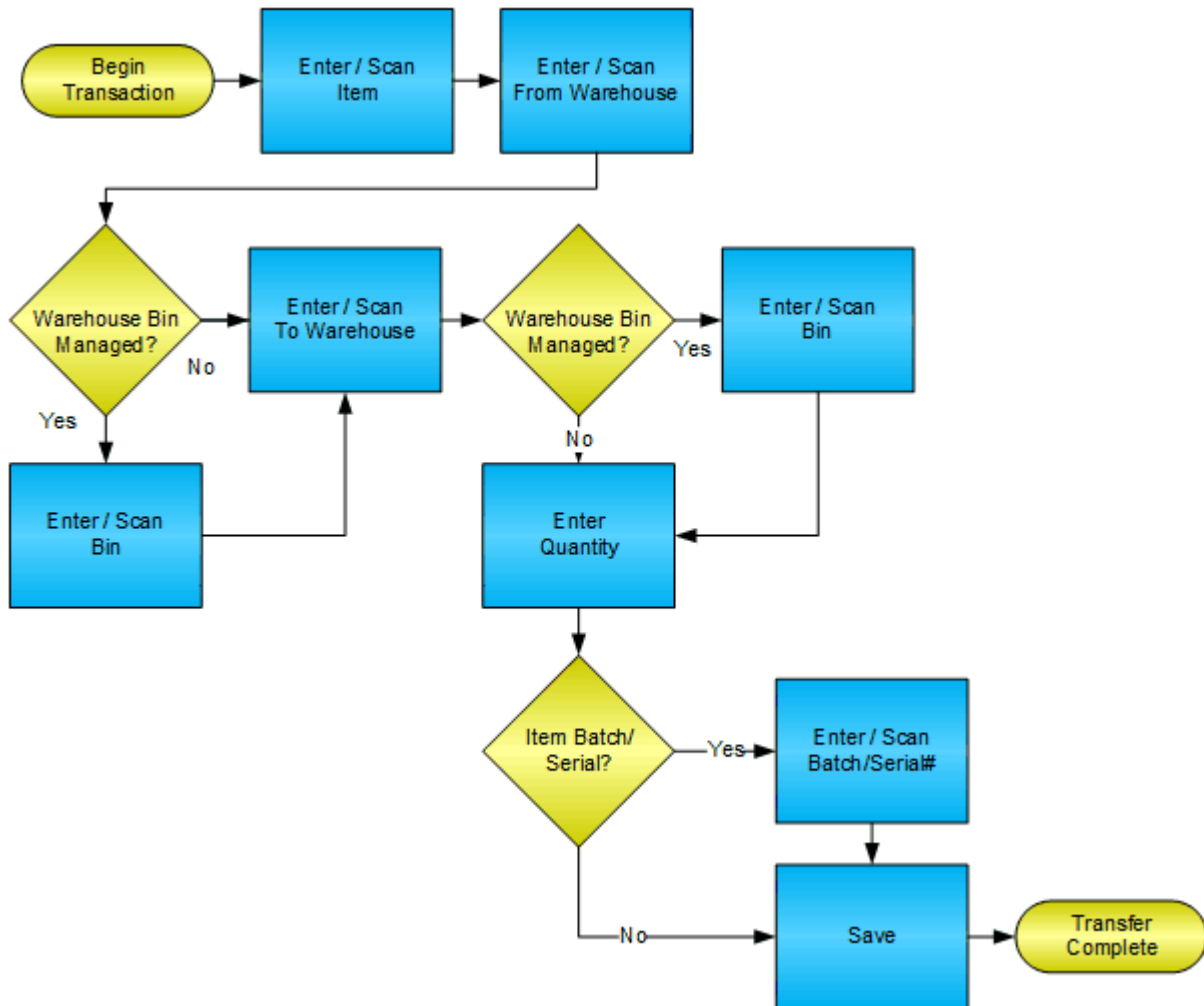 Begin
Transaction
Enter / Scan
Item
Enter / Scan
From Warehouse
Warehouse Bin
Managed?
No
Yes
Enter / Scan
To Warehouse
Warehouse Bin
Managed?
Yes
No
Enter / Scan
Bin
Enter / Scan
Bin
Enter
Quantity
Item Batch/
Serial?
Yes
No
Enter / Scan
Batch/Serial#
Save
Transfer
Complete